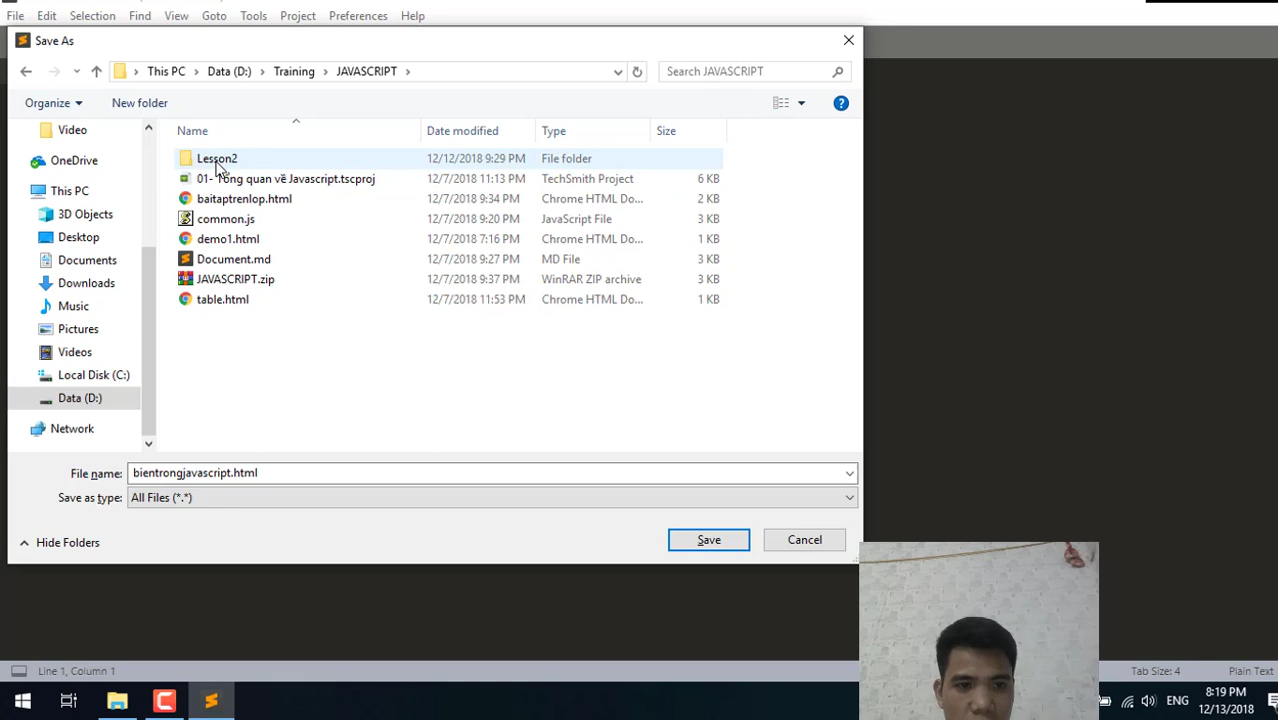 File Edit Selection Find View Goto Tools Project Preferences Help
Save As
This PC > Data (D:) > Training > JAVASCRIPT >
Search JAVASCRIPT
Organize New folder
Name Date modified Type Size
Video
OneDrive
This PC
3D Objects
Desktop
Documents
Downloads
Music
Pictures
Videos
Local Disk (C:)
Data (D:)
Network
Lesson2 12/12/2018 9:29 PM File folder
01- Tổng quan về Javascript.tscproj 12/7/2018 11:13 PM TechSmith Project 6 KB
baitaptrenlop.html 12/7/2018 9:34 PM Chrome HTML Do... 2 KB
common.js 12/7/2018 9:20 PM JavaScript File 3 KB
demo1.html 12/7/2018 7:16 PM Chrome HTML Do... 1 KB
Document.md 12/7/2018 9:27 PM MD File 3 KB
JAVASCRIPT.zip 12/7/2018 9:37 PM WinRAR ZIP archive 3 KB
table.html 12/7/2018 11:53 PM Chrome HTML Do... 1 KB
File name: bientrongjavascript.html
Save as type: All Files (*.*)
Hide Folders
Save Cancel
Line 1, Column 1
Tab Size: 4 Plain Text
ENG
8:19 PM
12/13/2018